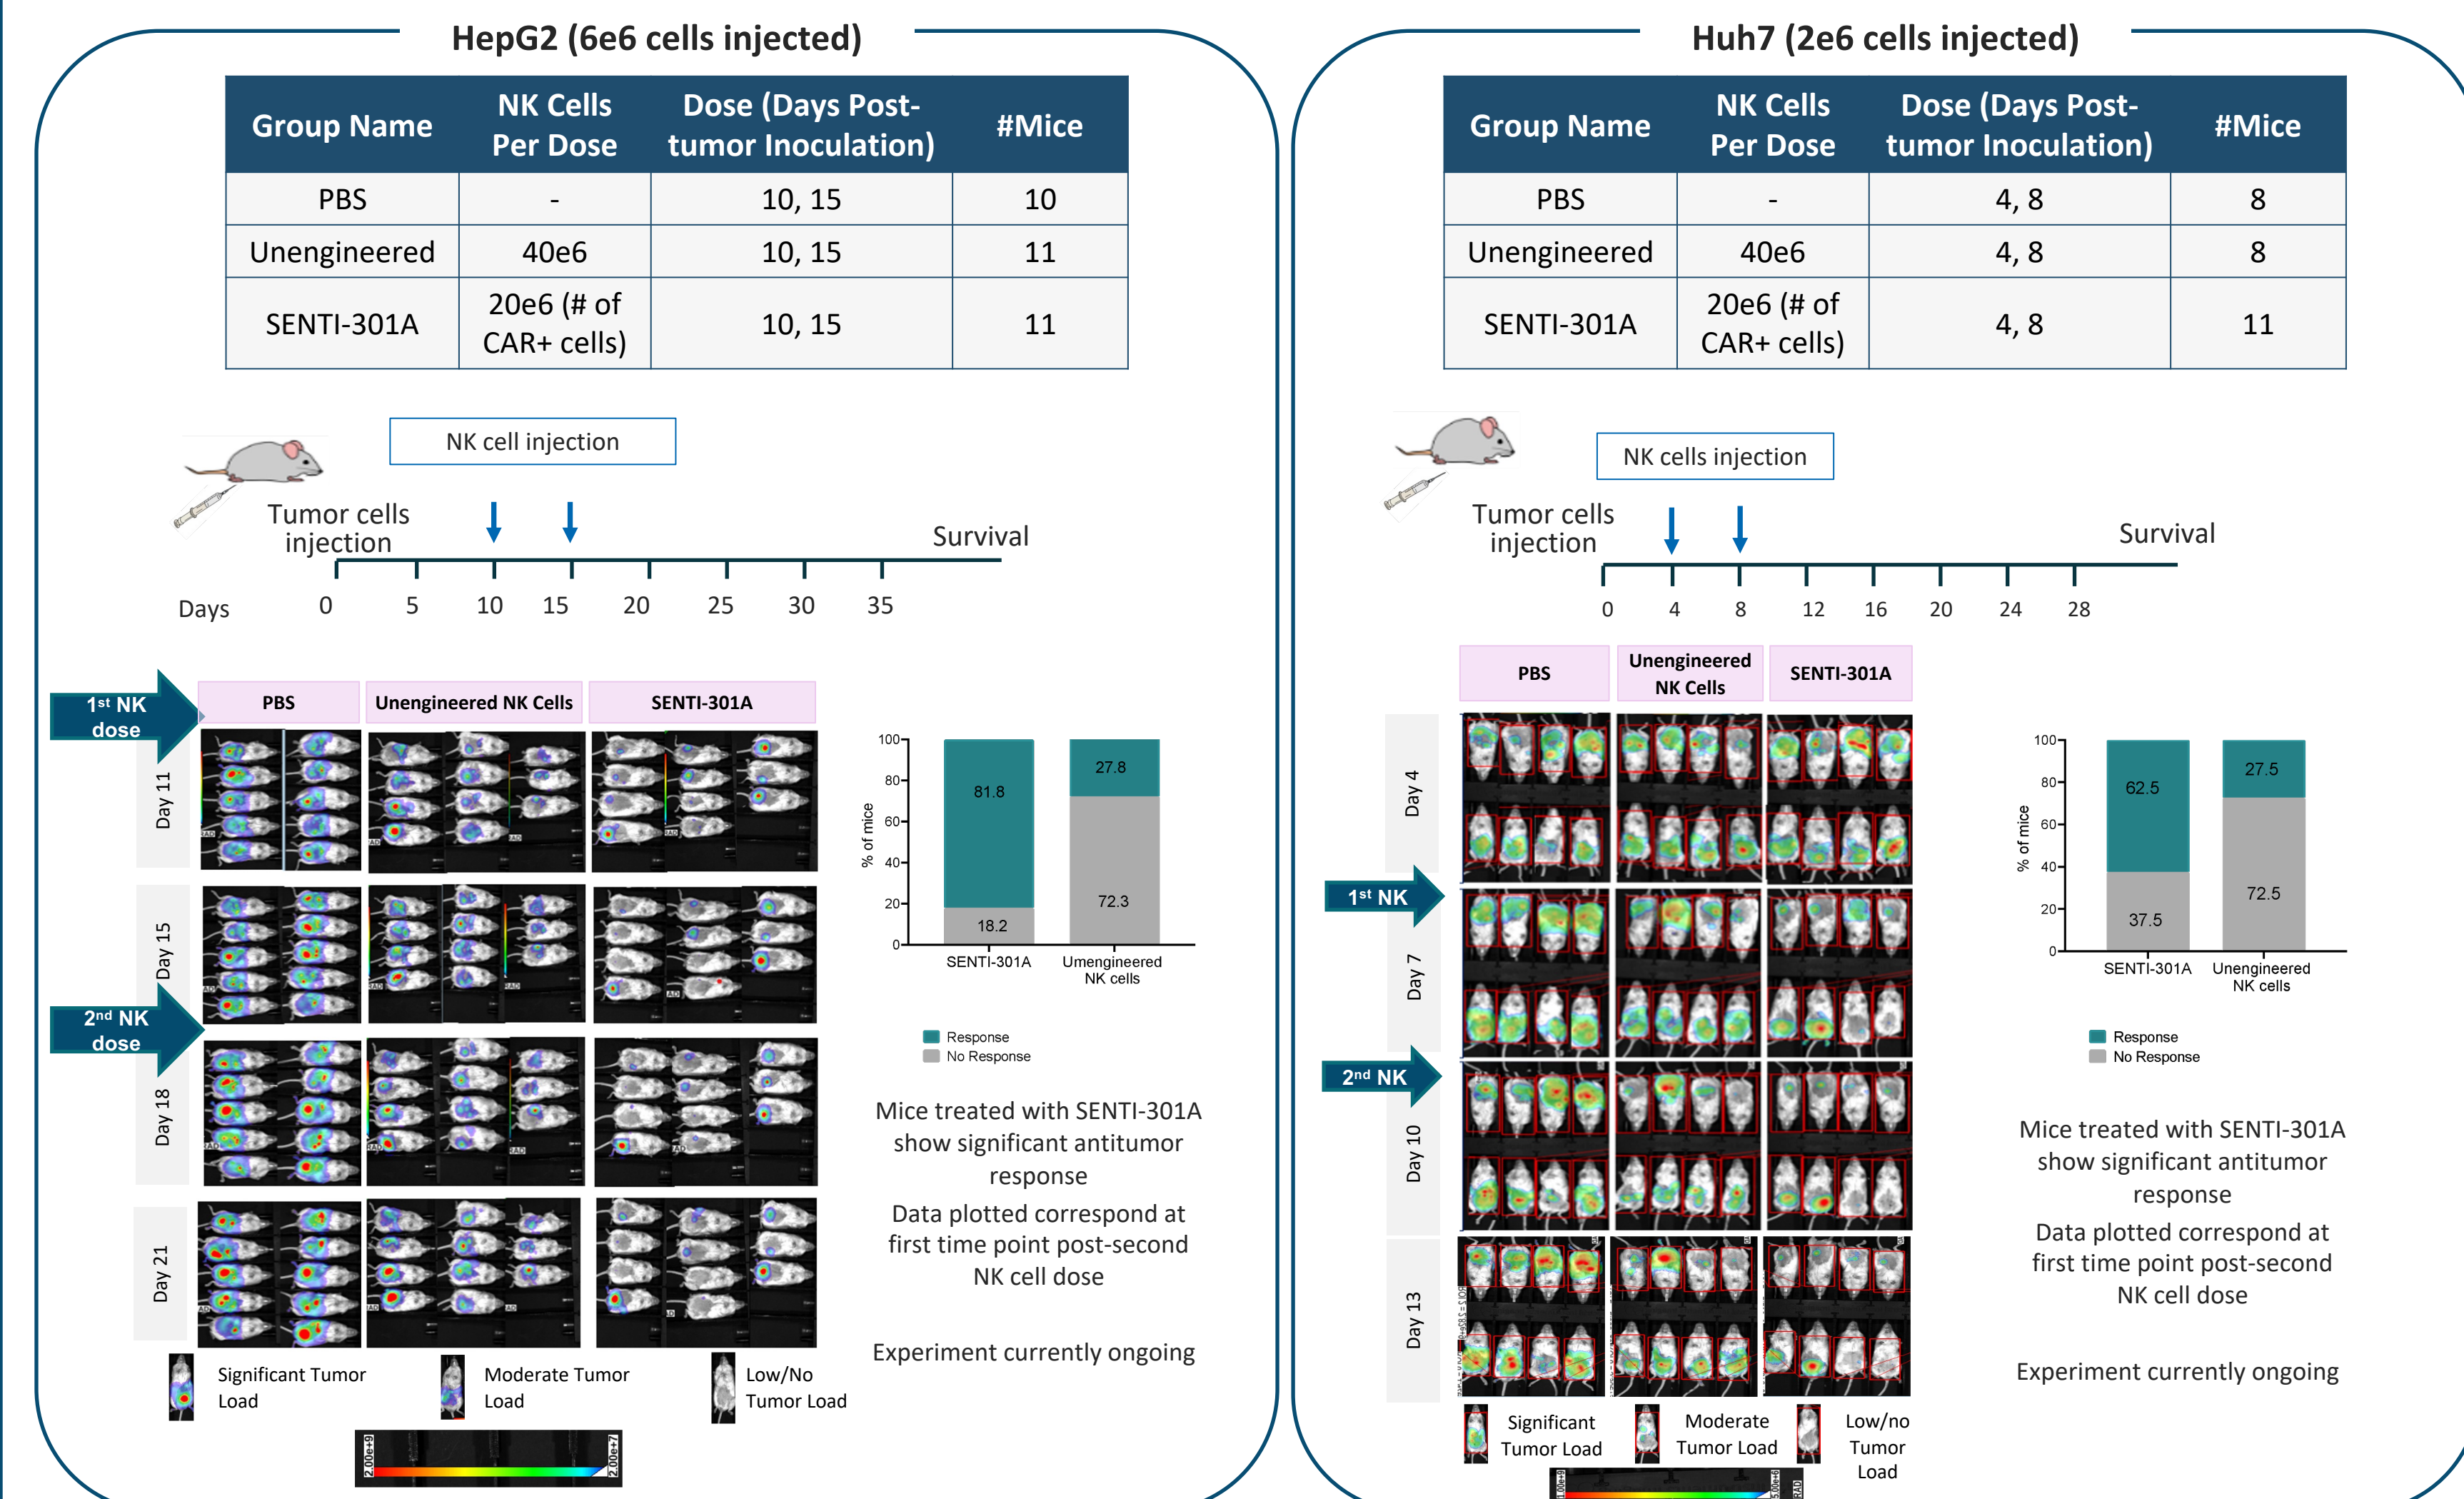 HepG2 (6e6 cells injected)
Group Name
NK Cells
Per Dose
Dose (Days Post-
tumor Inoculation)
#Mice
PBS
-
10, 15
10
Unengineered
40e6
10, 15
11
SENTI-301A
20e6 (# of
CAR+ cells)
10, 15
11
NK cell injection
Tumor cells
injection
Survival
Days
0
5
10
15
20
25
30
35
1st NK
dose
PBS
Unengineered NK Cells
SENTI-301A
Day 11
Day 15
2nd NK
dose
Day 18
Day 21
100
80
60
40
20
0
% of mice
81.8
18.2
27.8
72.3
SENTI-301A
Umengineered
NK cells
Response
No Response
Mice treated with SENTI-301A
show significant antitumor
response
Data plotted correspond at
first time point post-second
NK cell dose
Experiment currently ongoing
Significant Tumor
Load
Moderate Tumor
Load
Low/No
Tumor Load
2.00e+9
2.00e+7
Huh7 (2e6 cells injected)
Group Name
NK Cells
Per Dose
Dose (Days Post-
tumor Inoculation)
#Mice
PBS
-
4, 8
8
Unengineered
40e6
4, 8
8
SENTI-301A
20e6 (# of
CAR+ cells)
4, 8
11
NK cells injection
Tumor cells
injection
Survival
0
4
8
12
16
20
24
28
PBS
Unengineered
NK Cells
SENTI-301A
Day 4
1st NK
Day 7
2nd NK
Day 10
Day 13
100
80
60
40
20
0
% of mice
62.5
37.5
27.5
72.5
SENTI-301A
Unengineered
NK cells
Response
No Response
Mice treated with SENTI-301A
show significant antitumor
response
Data plotted correspond at
first time point post-second
NK cell dose
Experiment currently ongoing
Significant
Tumor Load
Moderate
Tumor Load
Low/no
Tumor
Load
1.00e+9
5.00e+6
RAD